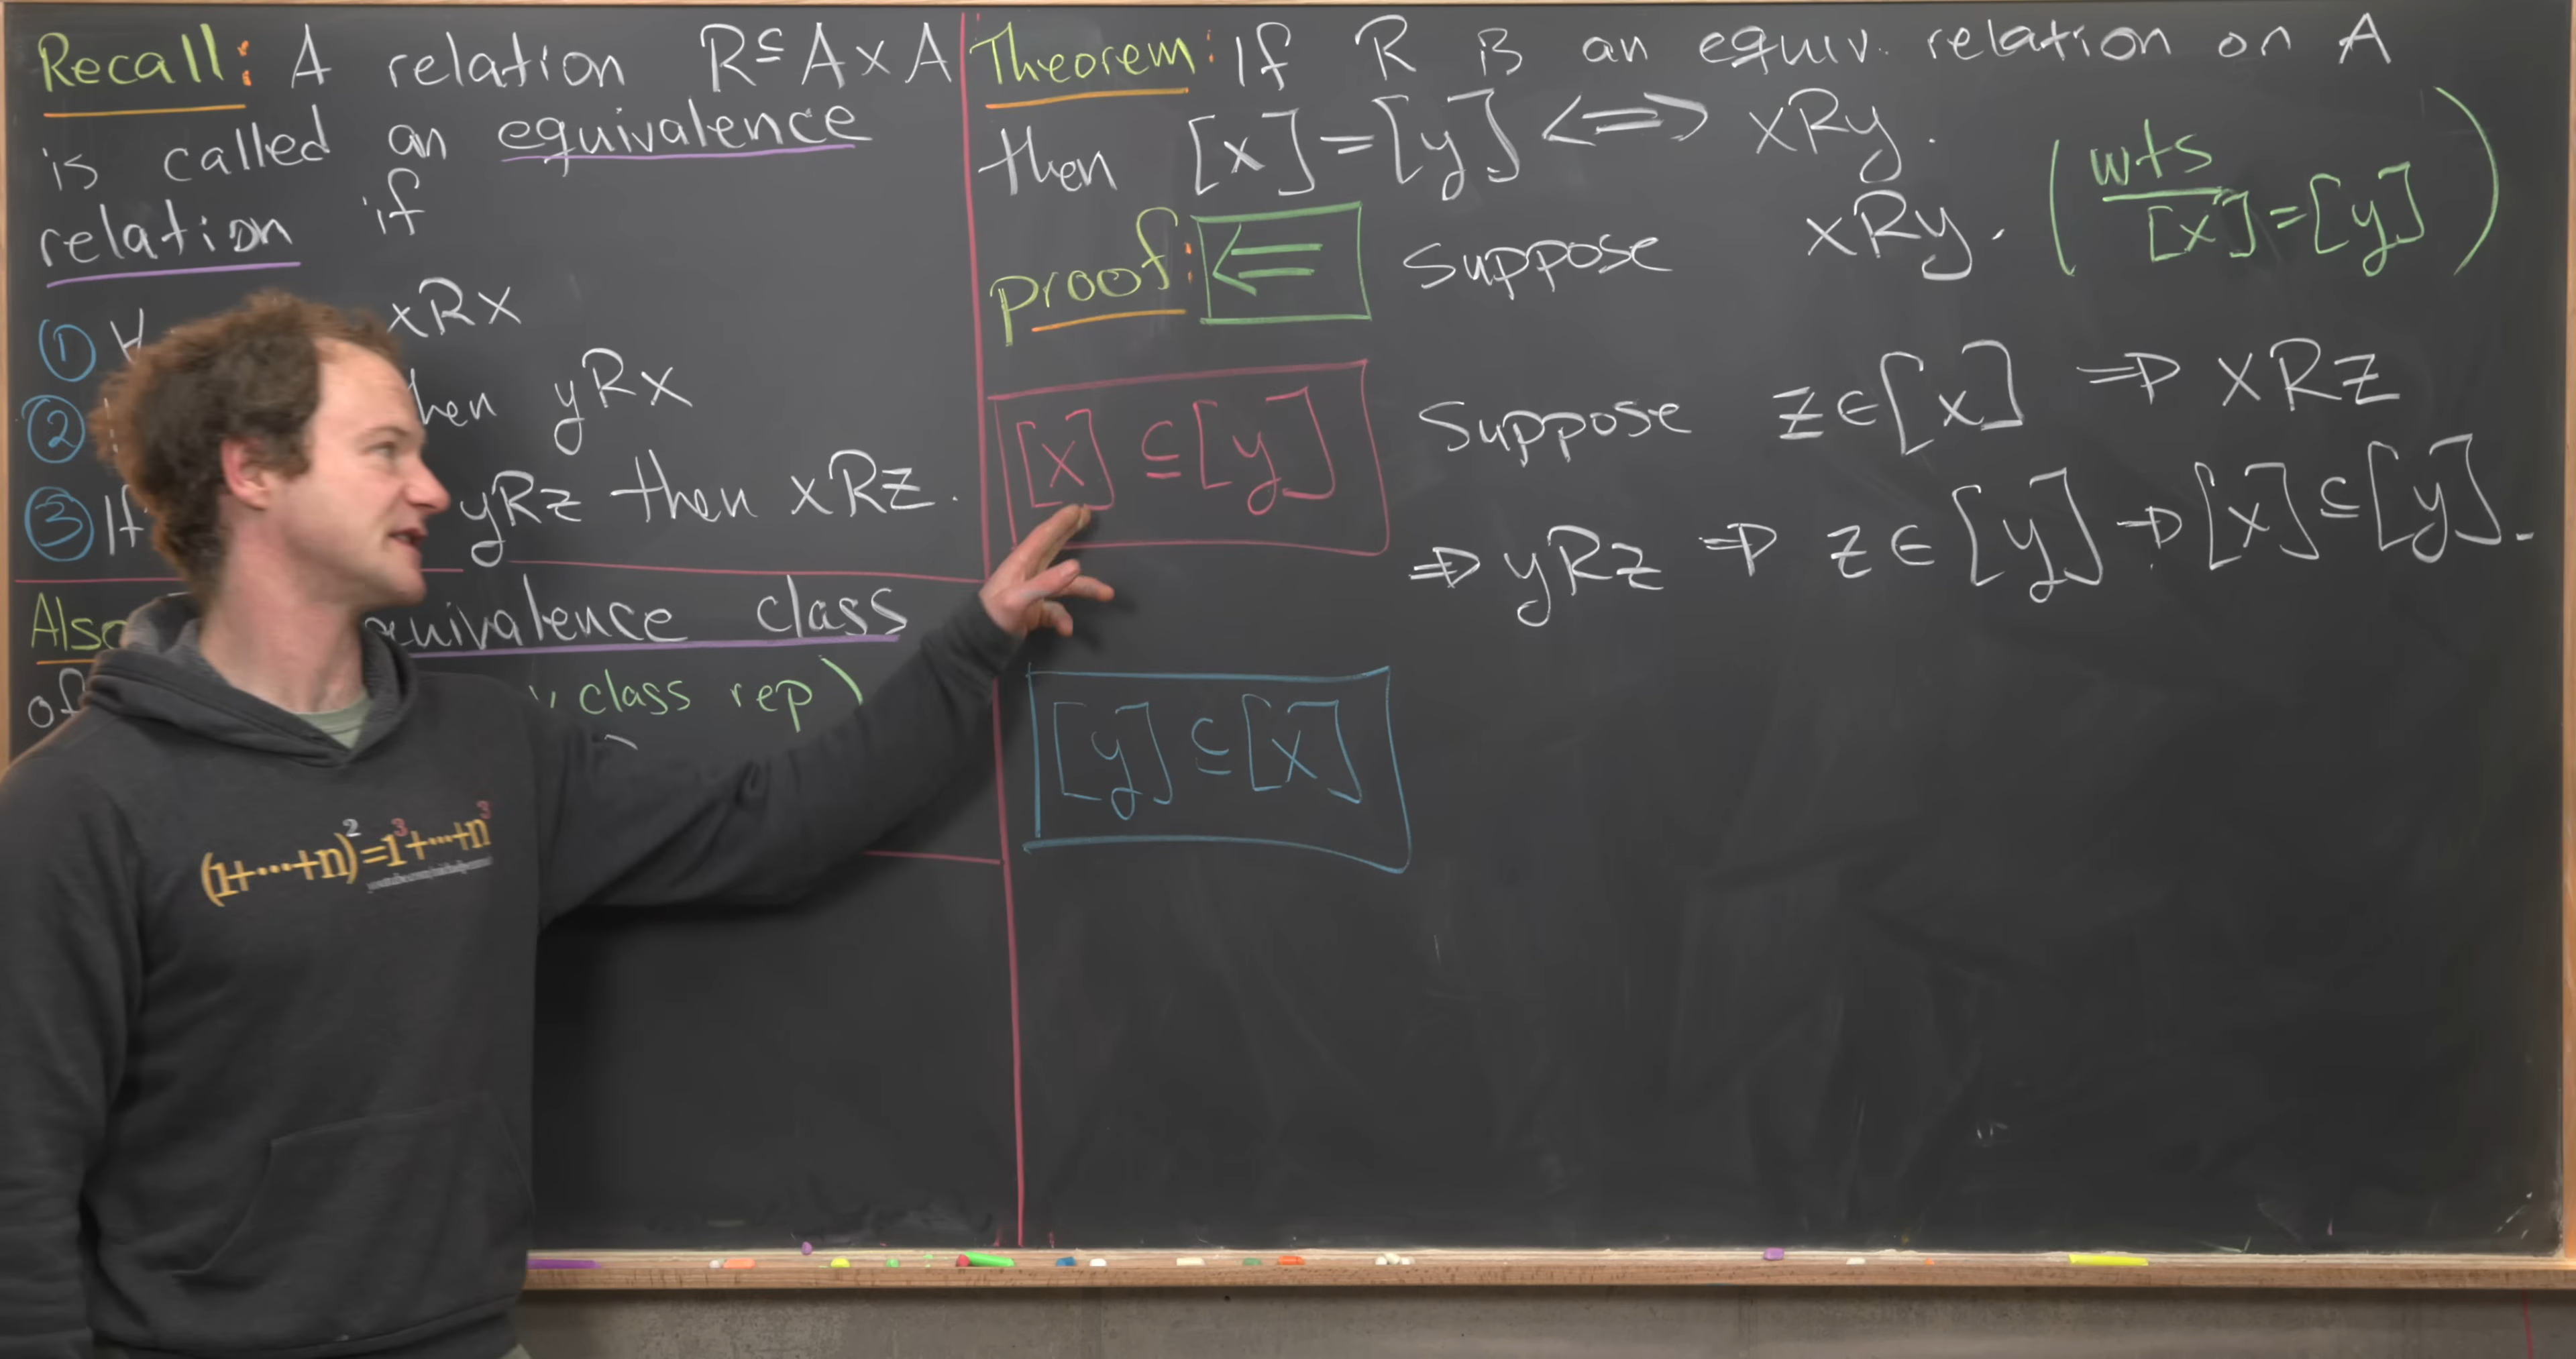 Recall: A relation R ⊆ A×A
is called an equivalence
relation if
① ∀ xRx
② then yRx
③ If yRz then xRz.
Also equivalence class
of class rep)
Theorem: If R is an equiv. relation on A
then [x]=[y] <=> xRy.
proof: <= Suppose xRy. (wts
[x]=[y])
[x] ⊆ [y] Suppose z∈[x] => xRz
=> yRz => z∈[y] => [x]⊆[y].
[y] ⊆ [x]
(1+···+n)²=1³+···+n³